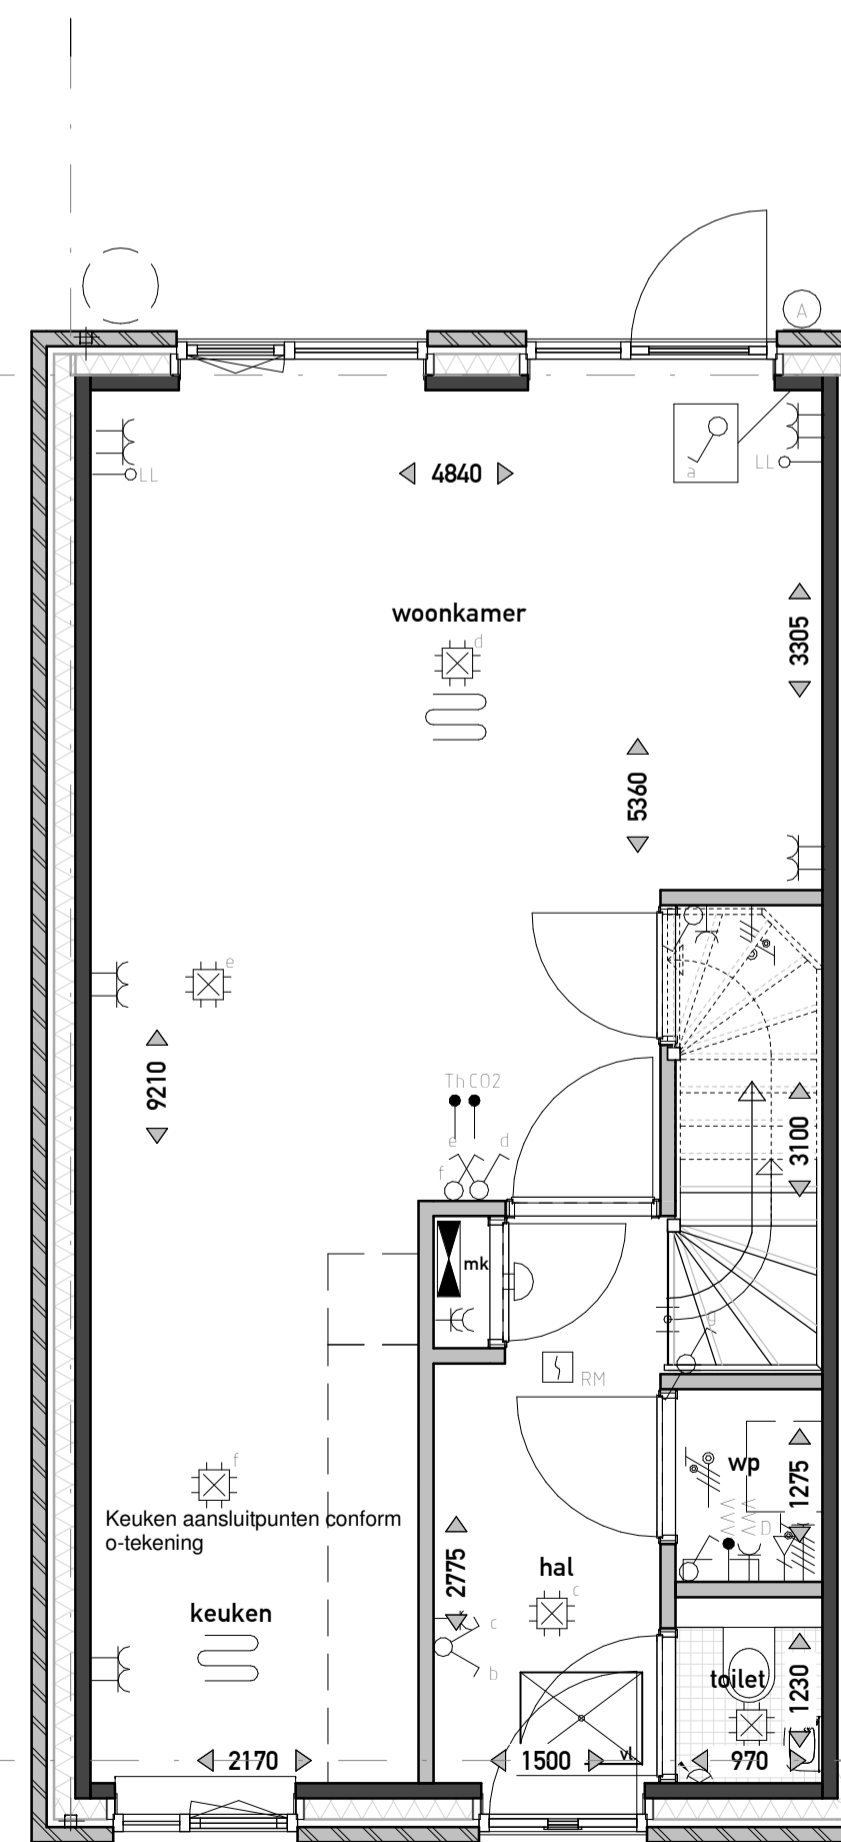 A
LL
a
LL
4840
woonkamer
d
3305
5360
e
9210
Th CO2
e
d
f
3100
mk
g
RM
f
wp
1275
D
Keuken aansluitpunten conform
o-tekening
2775
hal
c
keuken
c
b
toilet
1230
vl.
2170
1500
970